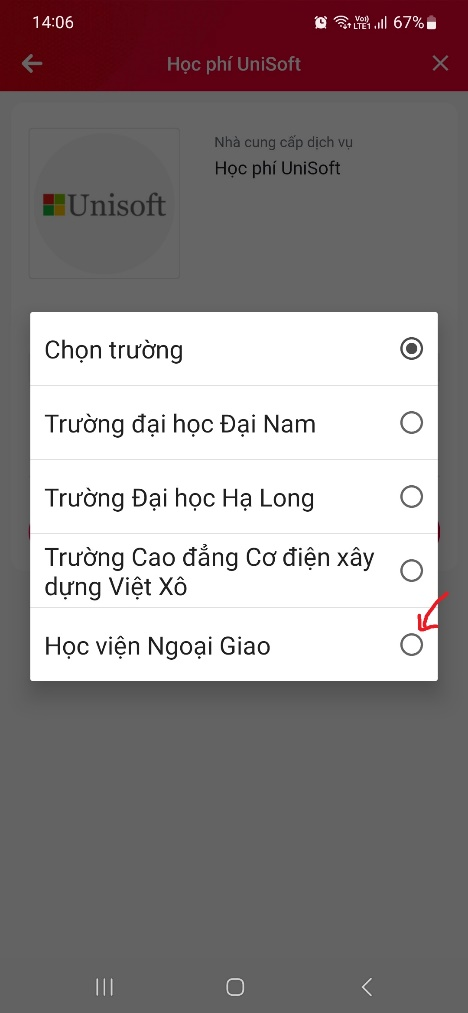 14:06
Vo))
LTE1
67%
Học phí UniSoft
Nhà cung cấp dịch vụ
Học phí UniSoft
Unisoft
Chọn trường
Trường đại học Đại Nam
Trường Đại học Hạ Long
Trường Cao đẳng Cơ điện xây
dựng Việt Xô
Học viện Ngoại Giao